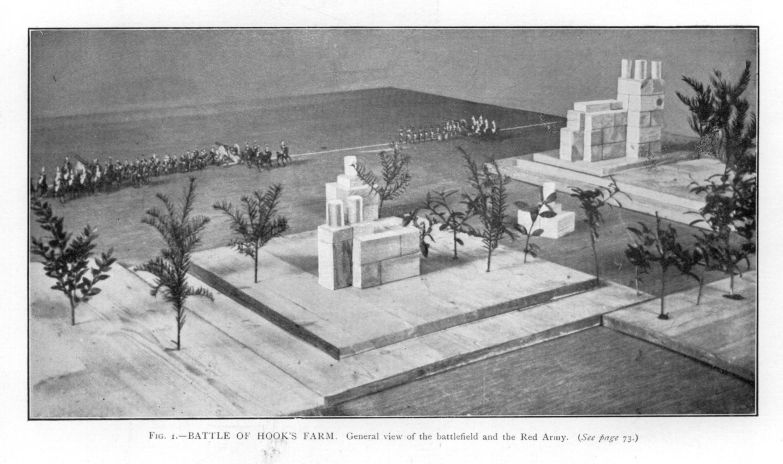 FIG. 1.—BATTLE OF HOOK'S FARM. General view of the battlefield and the Red Army. (See page 73.)